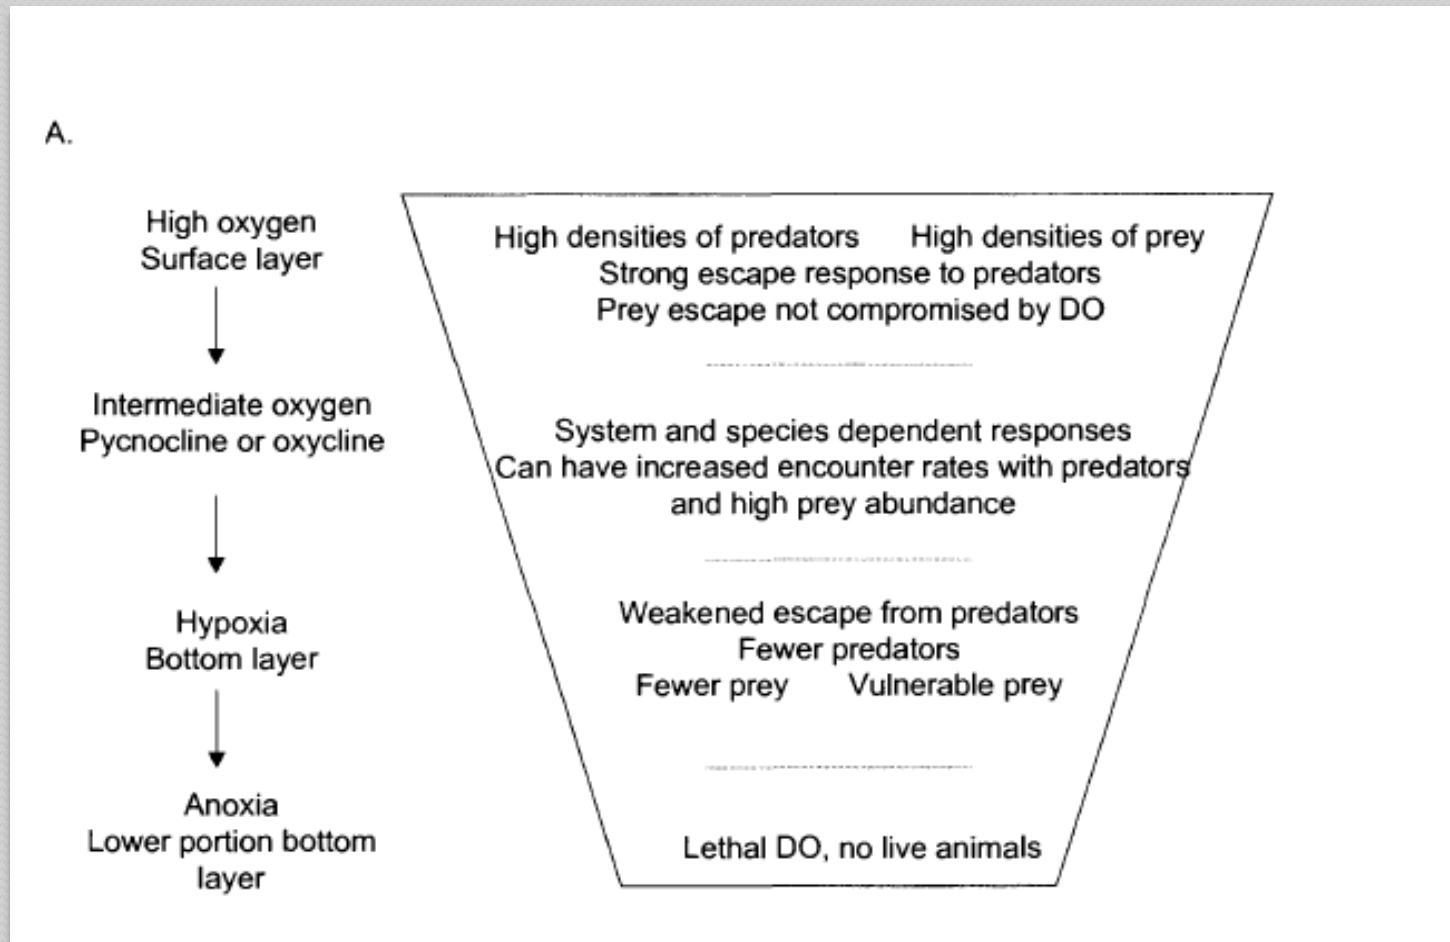 A.
High oxygen
Surface layer
High densities of predators High densities of prey
Strong escape response to predators
Prey escape not compromised by DO
Intermediate oxygen
Pycnocline or oxycline
System and species dependent responses
Can have increased encounter rates with predators
and high prey abundance
Hypoxia
Bottom layer
Weakened escape from predators
Fewer predators
Fewer prey Vulnerable prey
Anoxia
Lower portion bottom
layer
Lethal DO, no live animals